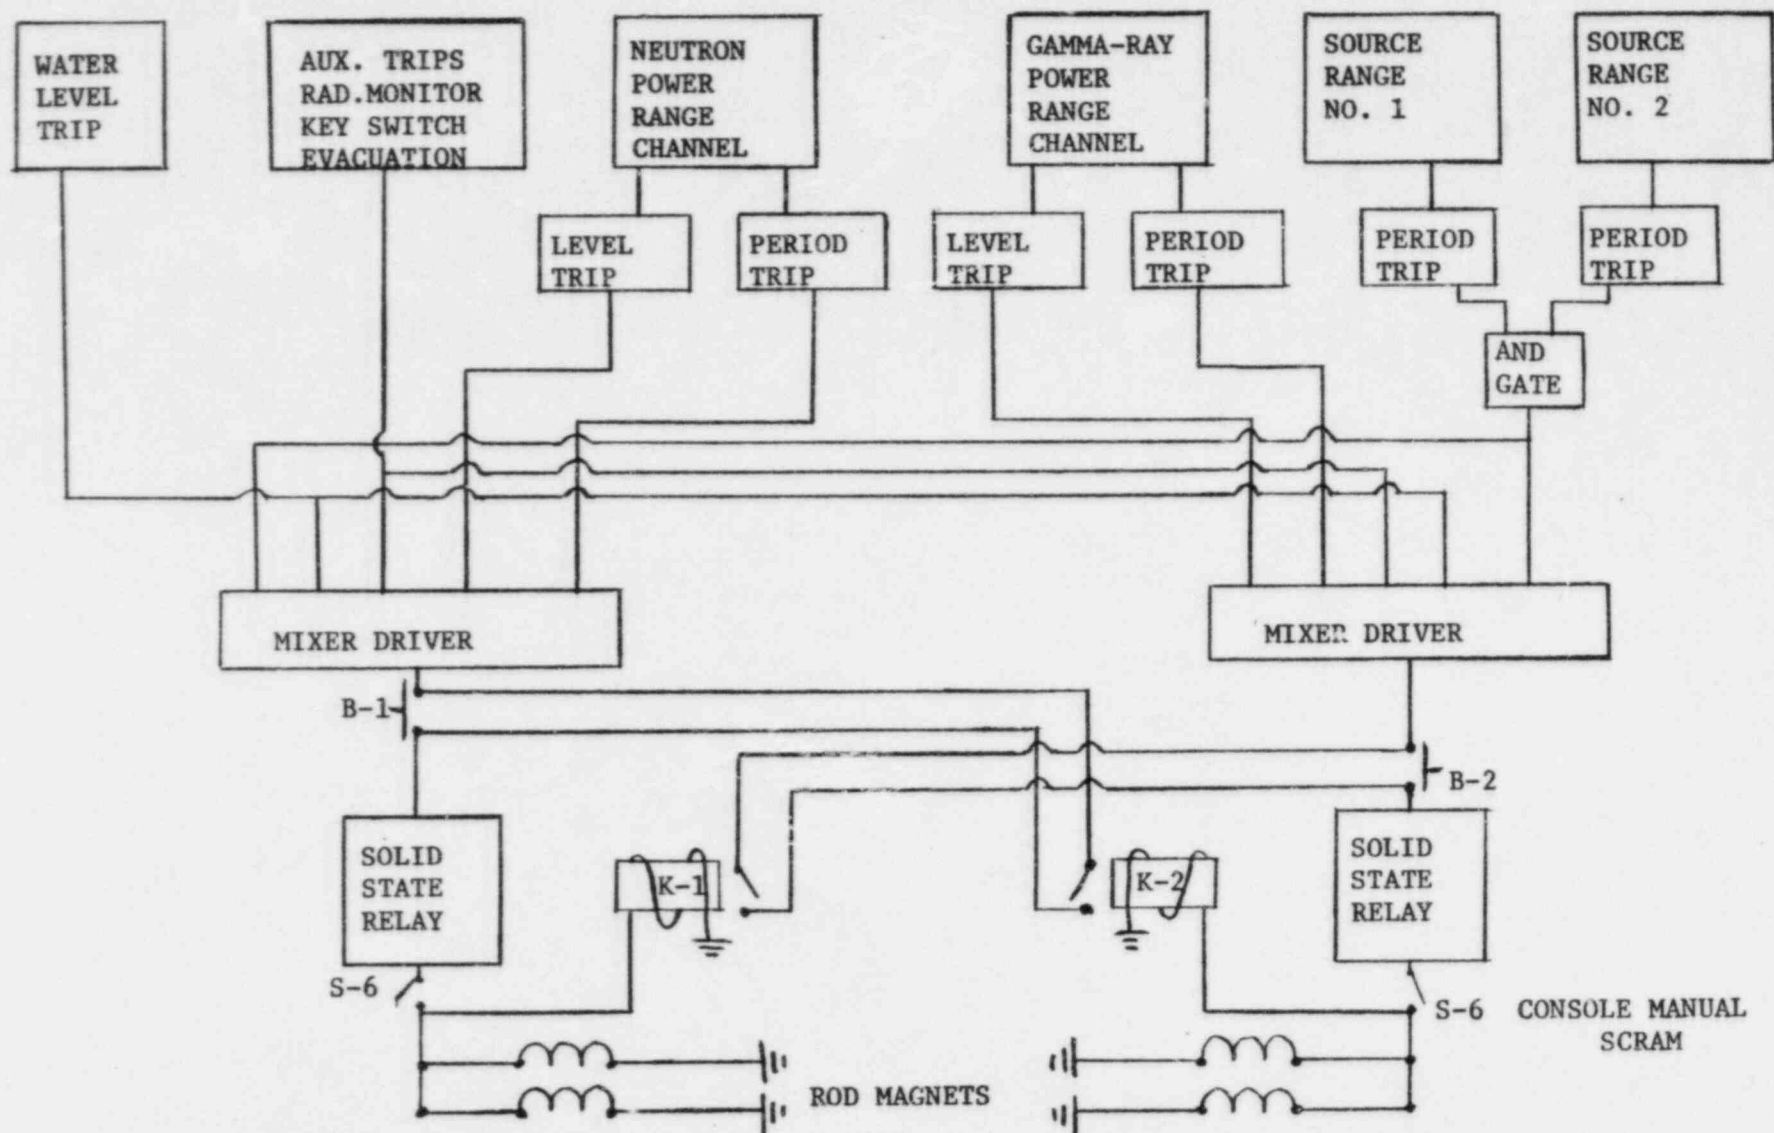 WATER
LEVEL
TRIP
AUX. TRIPS
RAD.MONITOR
KEY SWITCH
EVACUATION
NEUTRON
POWER
RANGE
CHANNEL
GAMMA-RAY
POWER
RANGE
CHANNEL
SOURCE
RANGE
NO. 1
SOURCE
RANGE
NO. 2
LEVEL
TRIP
PERIOD
TRIP
LEVEL
TRIP
PERIOD
TRIP
PERIOD
TRIP
PERIOD
TRIP
AND
GATE
MIXER DRIVER
MIXER DRIVER
B-1
B-2
SOLID
STATE
RELAY
K-1
K-2
SOLID
STATE
RELAY
S-6
S-6 CONSOLE MANUAL
SCRAM
ROD MAGNETS